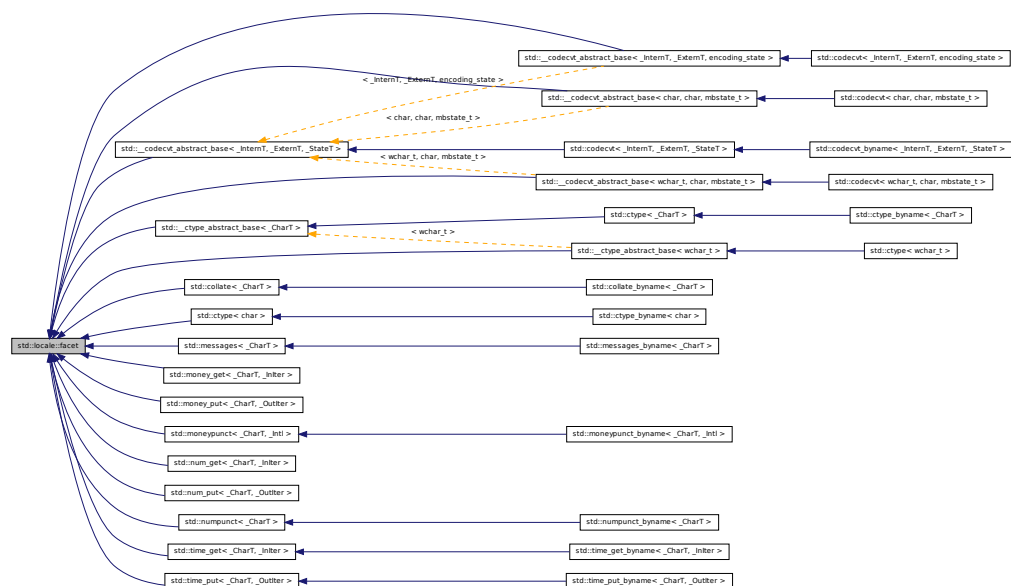 std::__codecvt_abstract_base< _InternT, _ExternT, encoding_state >
std::codecvt< _InternT, _ExternT, encoding_state >
< _InternT, _ExternT, encoding_state >
std::__codecvt_abstract_base< char, char, mbstate_t >
std::codecvt< char, char, mbstate_t >
< char, char, mbstate_t >
std::__codecvt_abstract_base< _InternT, _ExternT, _StateT >
std::codecvt< _InternT, _ExternT, _StateT >
std::codecvt_byname< _InternT, _ExternT, _StateT >
< wchar_t, char, mbstate_t >
std::__codecvt_abstract_base< wchar_t, char, mbstate_t >
std::codecvt< wchar_t, char, mbstate_t >
std::ctype< _CharT >
std::ctype_byname< _CharT >
std::__ctype_abstract_base< _CharT >
< wchar_t >
std::__ctype_abstract_base< wchar_t >
std::ctype< wchar_t >
std::collate< _CharT >
std::collate_byname< _CharT >
std::ctype< char >
std::ctype_byname< char >
std::locale::facet
std::messages< _CharT >
std::messages_byname< _CharT >
std::money_get< _CharT, _InIter >
std::money_put< _CharT, _OutIter >
std::moneypunct< _CharT, _Intl >
std::moneypunct_byname< _CharT, _Intl >
std::num_get< _CharT, _InIter >
std::num_put< _CharT, _OutIter >
std::numpunct< _CharT >
std::numpunct_byname< _CharT >
std::time_get< _CharT, _InIter >
std::time_get_byname< _CharT, _InIter >
std::time_put< _CharT, _OutIter >
std::time_put_byname< _CharT, _OutIter >